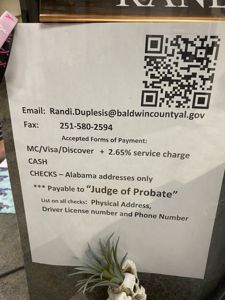 RAND
Email: Randi.Duplesis@baldwincountyal.gov
Fax: 251-580-2594
Accepted Forms of Payment:
MC/Visa/Discover + 2.65% service charge
CASH
CHECKS – Alabama addresses only
*** Payable to "Judge of Probate"
List on all checks: Physical Address,
Driver License number and Phone Number